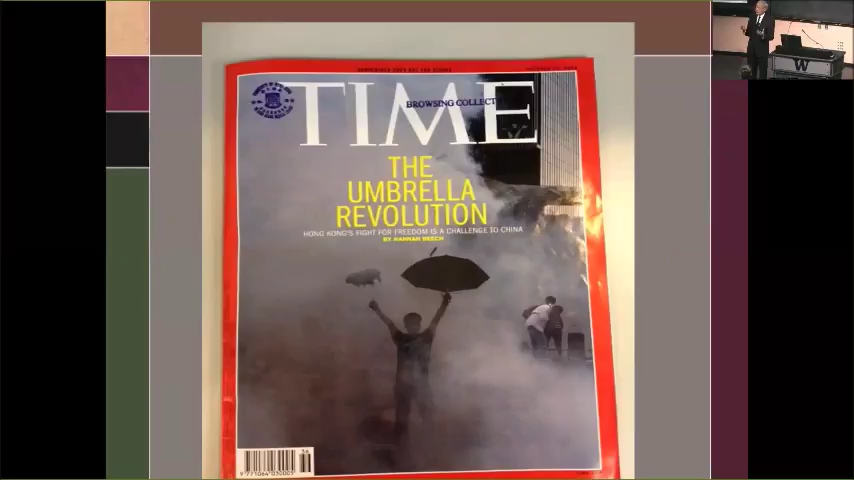 TIME
BROWSING COLLECT
THE
UMBRELLA
REVOLUTION
HONG KONG'S FIGHT FOR FREEDOM IS A CHALLENGE TO CHINA
BY HANNAH BEECH
W